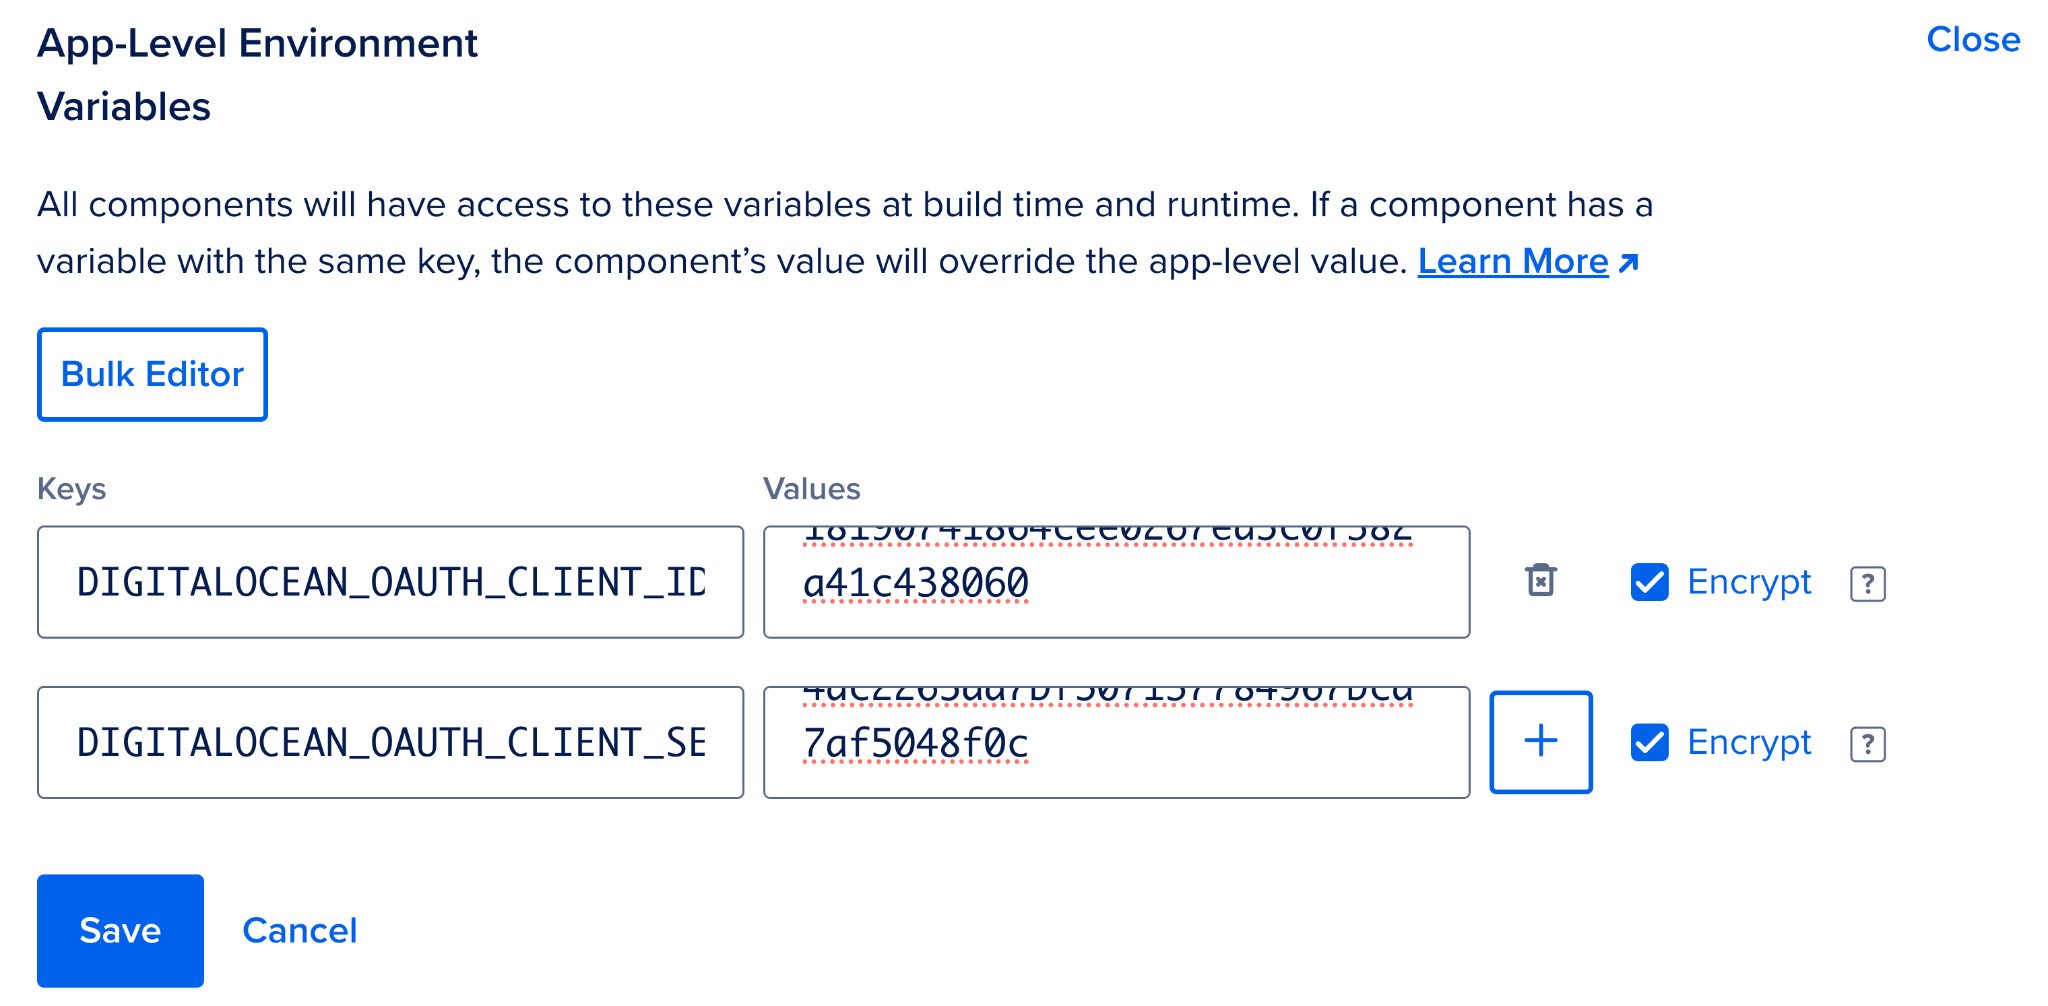 App-Level Environment
Variables
Close
All components will have access to these variables at build time and runtime. If a component has a
variable with the same key, the component’s value will override the app-level value. Learn More
Bulk Editor
Keys
Values
DIGITALOCEAN_OAUTH_CLIENT_ID
a41c438060
Encrypt
?
DIGITALOCEAN_OAUTH_CLIENT_SE
7af5048f0c
+
Encrypt
?
Save
Cancel